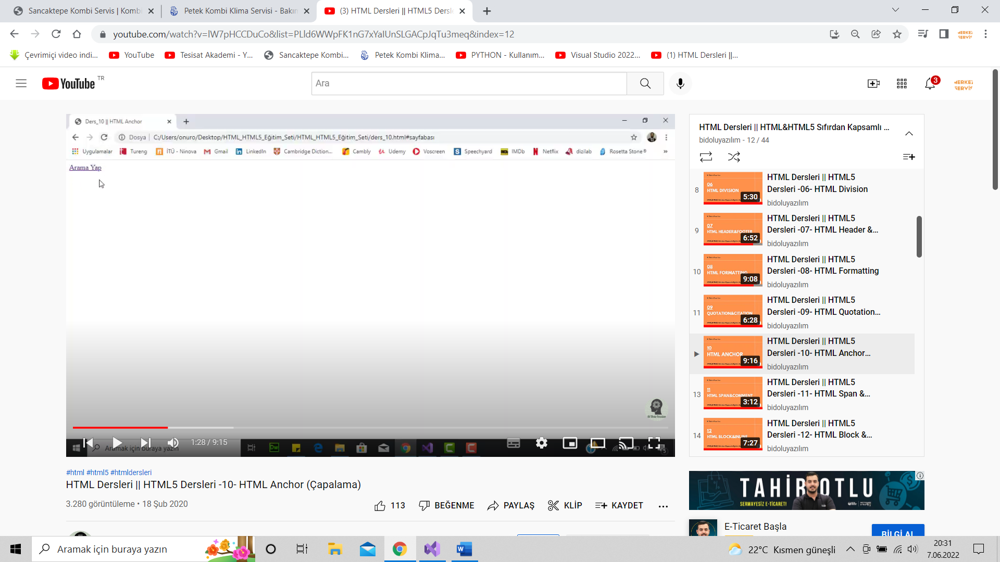 Sancaktepe Kombi Servis | Kombi
Petek Kombi Klima Servisi - Bakım
(3) HTML Dersleri || HTML5 Dersle
youtube.com/watch?v=lW7pHCCDuCo&list=PLld6WWpFK1nG7xYaIUnSLGACpJqTu3meq&index=12
MERKEZ
SERVİS
Çevrimiçi video indi...
YouTube
Tesisat Akademi - Y...
Sancaktepe Kombi...
Petek Kombi Klima...
PYTHON - Kullanım...
Visual Studio 2022...
(1) HTML Dersleri ||...
YouTube TR
Ara
3
MERKEZ
SERVİS
Ders_10 || HTML Anchor
Dosya | C:/Users/onuro/Desktop/HTML_HTML5_Eğitim_Seti/HTML_HTML5_Eğitim_Seti/ders_10.html#sayfabası
Uygulamalar
Tureng
İTÜ - Ninova
Gmail
LinkedIn
Cambridge Diction...
Cambly
Udemy
Voscreen
Speechyard
IMDb
Netflix
dizilab
Rosetta Stone®
»
Arama Yap
1:28 / 9:15
Aramak için buraya yazın
HTML Dersleri || HTML&HTML5 Sıfırdan Kapsamlı ...
bidoluyazılım - 12 / 44
8
06
HTML DIVISION
5:30
HTML Dersleri || HTML5
Dersleri -06- HTML Division
bidoluyazılım
9
07
HTML HEADER&FOOTER
6:52
HTML Dersleri || HTML5
Dersleri -07- HTML Header &...
bidoluyazılım
10
08
HTML FORMATTING
9:08
HTML Dersleri || HTML5
Dersleri -08- HTML Formatting
bidoluyazılım
11
09
QUOTATION&CITATION
6:28
HTML Dersleri || HTML5
Dersleri -09- HTML Quotation...
bidoluyazılım
10
HTML ANCHOR
9:16
HTML Dersleri || HTML5
Dersleri -10- HTML Anchor...
bidoluyazılım
13
11
HTML SPAN&COMMENT
3:12
HTML Dersleri || HTML5
Dersleri -11- HTML Span &...
bidoluyazılım
14
12
HTML BLOCK&INLINE
7:27
HTML Dersleri || HTML5
Dersleri -12- HTML Block &...
bidoluyazılım
#html #html5 #htmldersleri
HTML Dersleri || HTML5 Dersleri -10- HTML Anchor (Çapalama)
3.280 görüntüleme • 18 Şub 2020
113
BEĞENME
PAYLAŞ
KLİP
KAYDET
TAHİR OTLU
SERMAYESİZ E-TİCARET!
E-Ticaret Başla
BİLGİ AL
Aramak için buraya yazın
22°C Kısmen güneşli
20:31
7.06.2022